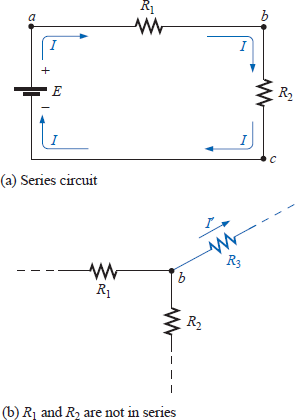 R₁
a
b
I
I
+
E
R₂
−
I
I
c
(a) Series circuit
I′
R₃
b
R₁
R₂
(b) R₁ and R₂ are not in series